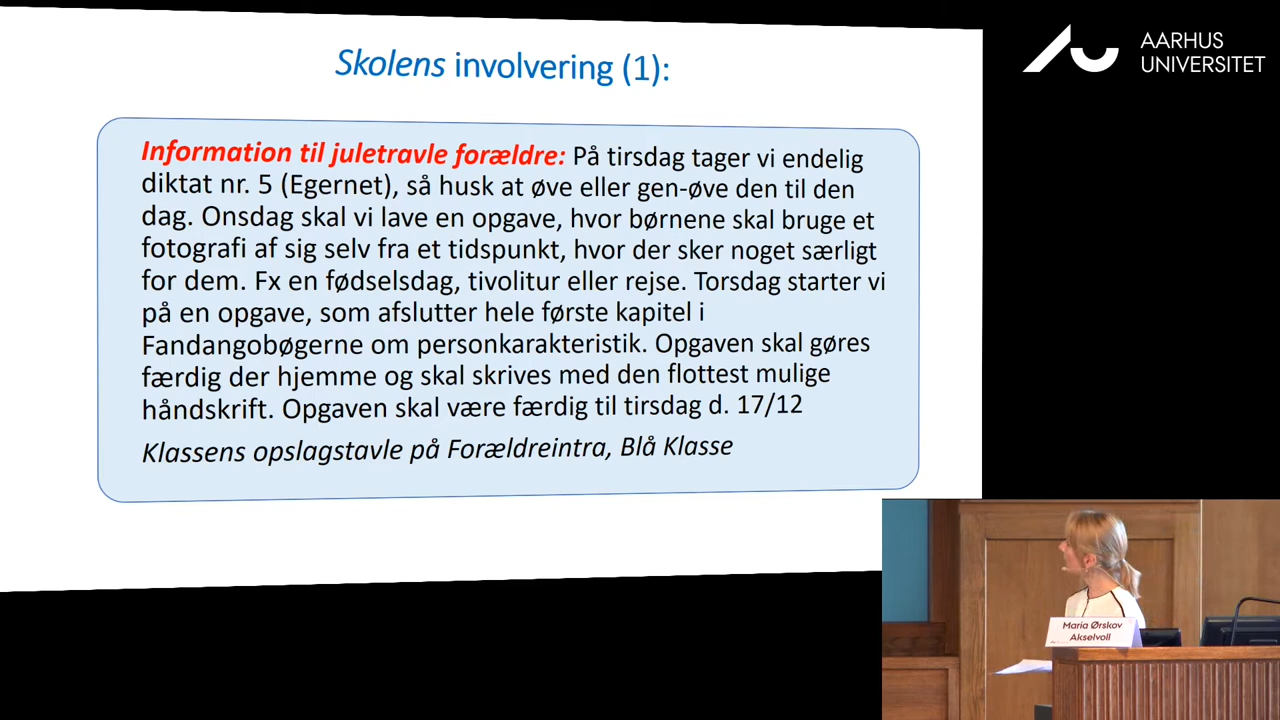 Skolens involvering (1):
Information til juletravle forældre: På tirsdag tager vi endelig
diktat nr. 5 (Egernet), så husk at øve eller gen-øve den til den
dag. Onsdag skal vi lave en opgave, hvor børnene skal bruge et
fotografi af sig selv fra et tidspunkt, hvor der sker noget særligt
for dem. Fx en fødselsdag, tivolitur eller rejse. Torsdag starter vi
på en opgave, som afslutter hele første kapitel i
Fandangobøgerne om personkarakteristik. Opgaven skal gøres
færdig der hjemme og skal skrives med den flottest mulige
håndskrift. Opgaven skal være færdig til tirsdag d. 17/12
Klassens opslagstavle på Forældreintra, Blå Klasse
AARHUS
UNIVERSITET
Maria Ørskov
Akselvoll